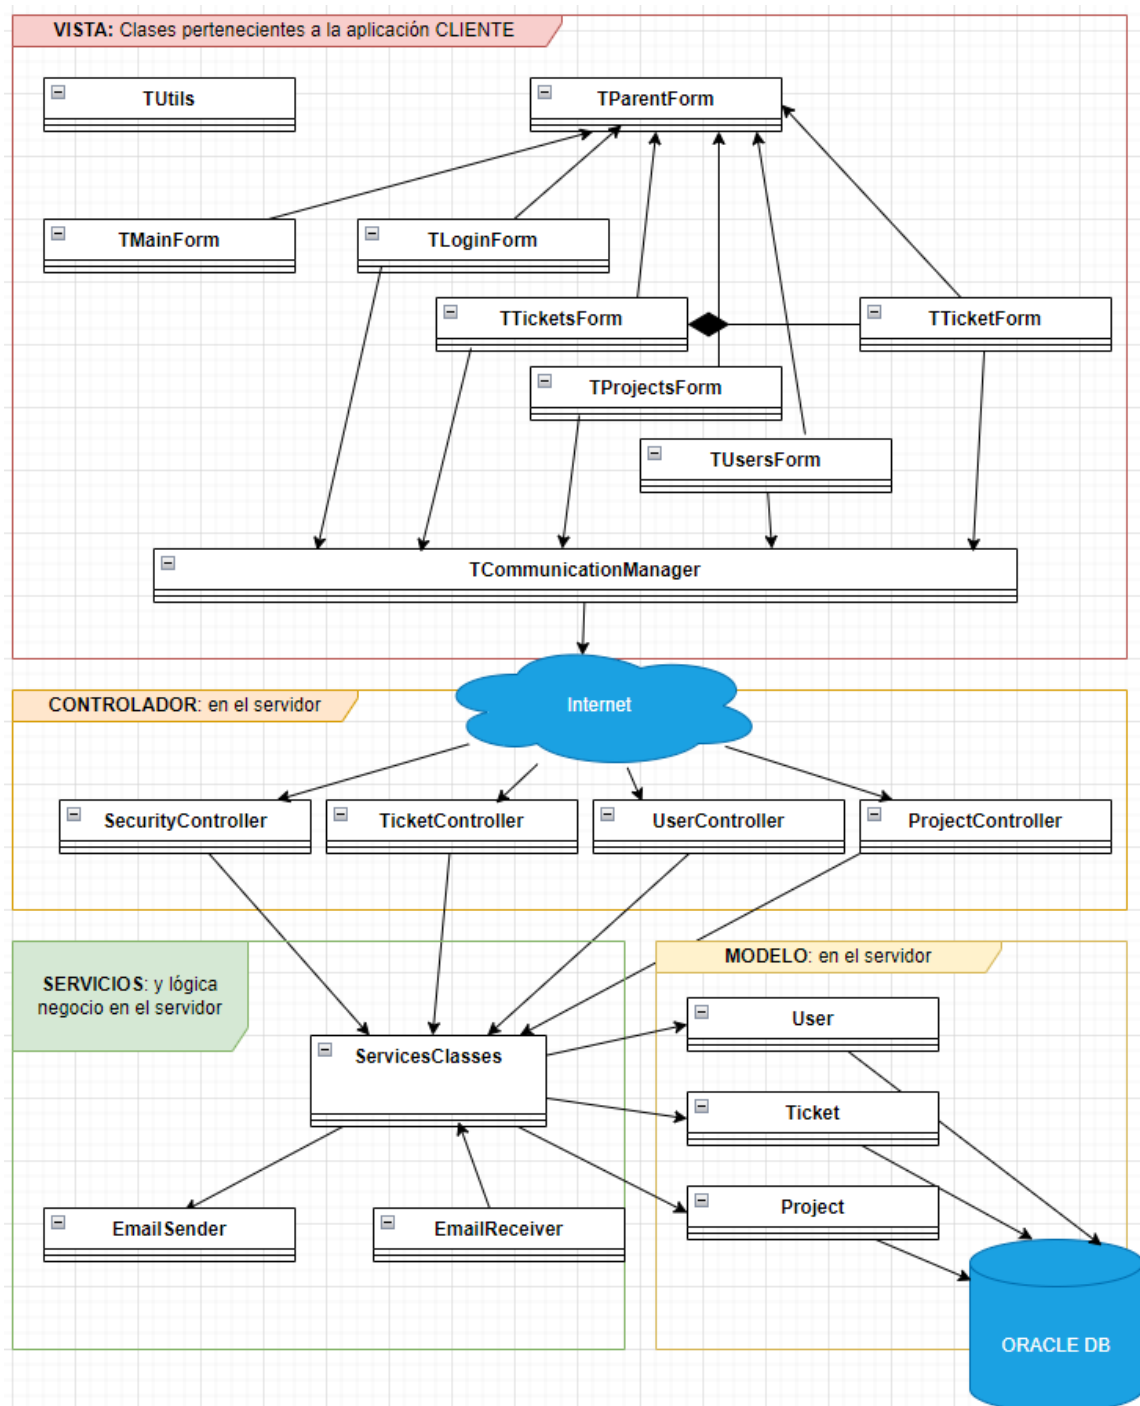 VISTA: Clases pertenecientes a la aplicación CLIENTE
TUtils
TParentForm
TMainForm
TLoginForm
TTicketsForm
TTicketForm
TProjectsForm
TUsersForm
TCommunicationManager
Internet
CONTROLADOR: en el servidor
SecurityController
TicketController
UserController
ProjectController
SERVICIOS: y lógica
negocio en el servidor
MODELO: en el servidor
User
ServicesClasses
Ticket
Project
EmailSender
EmailReceiver
ORACLE DB